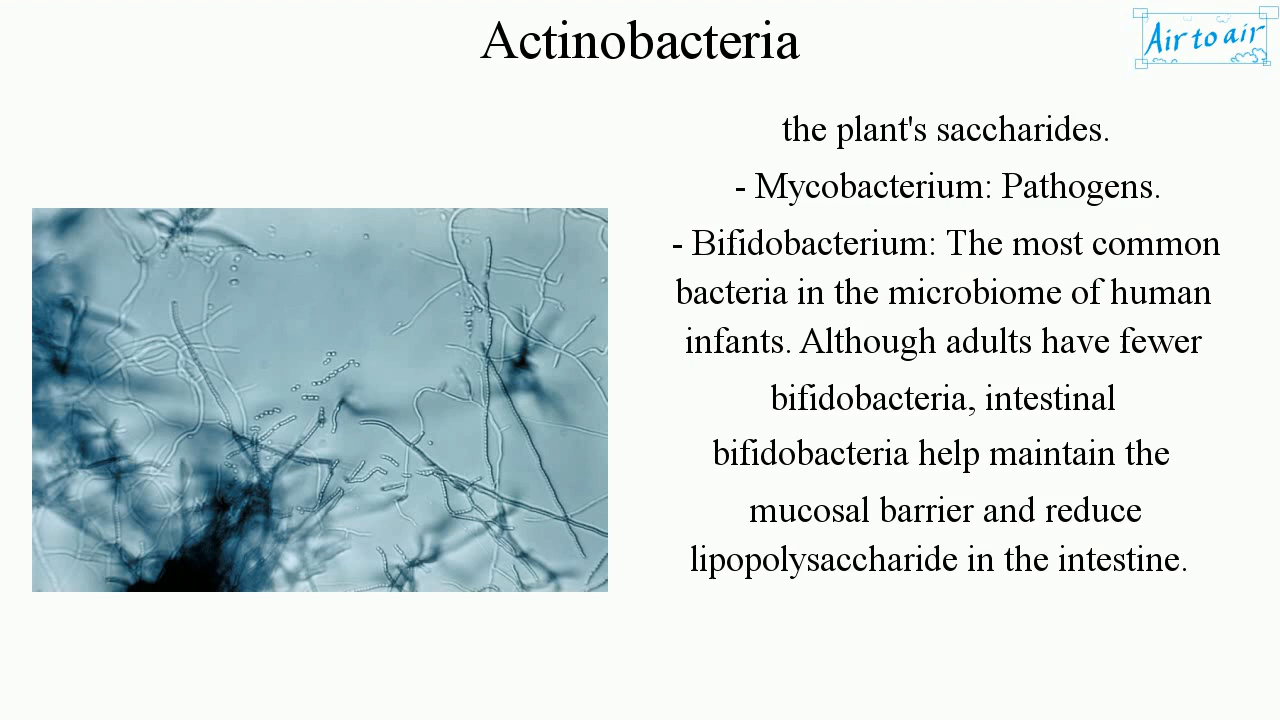 Actinobacteria
Air to air
the plant's saccharides.
- Mycobacterium: Pathogens.
- Bifidobacterium: The most common
bacteria in the microbiome of human
infants. Although adults have fewer
bifidobacteria, intestinal
bifidobacteria help maintain the
mucosal barrier and reduce
lipopolysaccharide in the intestine.